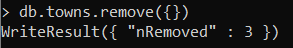 > db.towns.remove({})
WriteResult({ "nRemoved" : 3 })